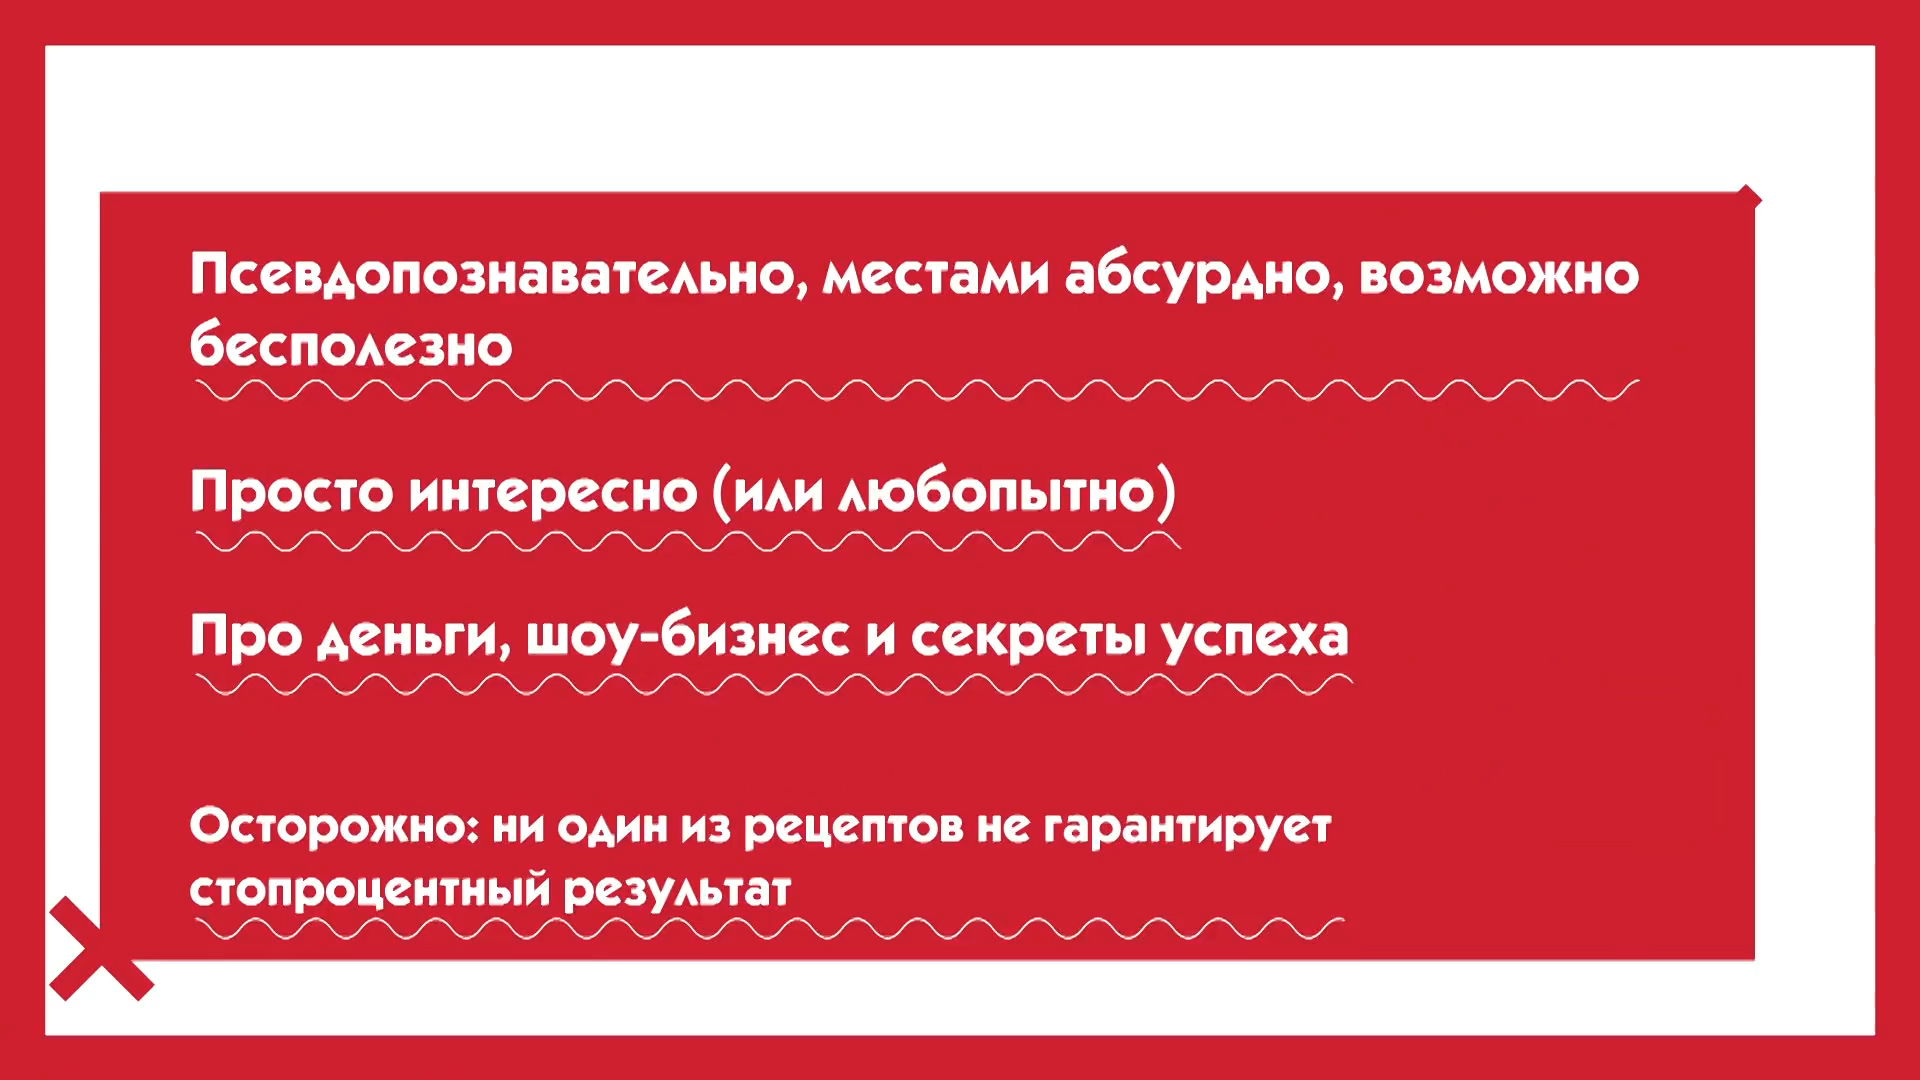 Псевдопознавательно, местами абсурдно, возможно
бесполезно
Просто интересно (или любопытно)
Про деньги, шоу-бизнес и секреты успеха
Осторожно: ни один из рецептов не гарантирует
стопроцентный результат